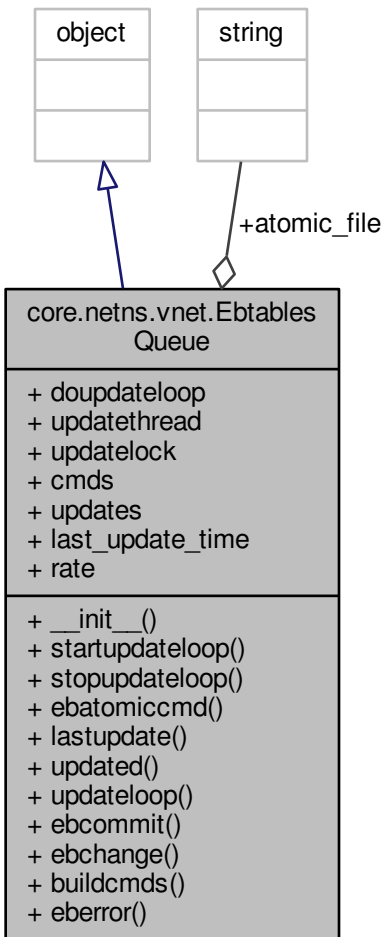 object
string
+atomic_file
core.netns.vnet.Ebtables
Queue
+ doupdateloop
+ updatethread
+ updatelock
+ cmds
+ updates
+ last_update_time
+ rate
+ __init__()
+ startupdateloop()
+ stopupdateloop()
+ ebatomiccmd()
+ lastupdate()
+ updated()
+ updateloop()
+ ebcommit()
+ ebchange()
+ buildcmds()
+ eberror()